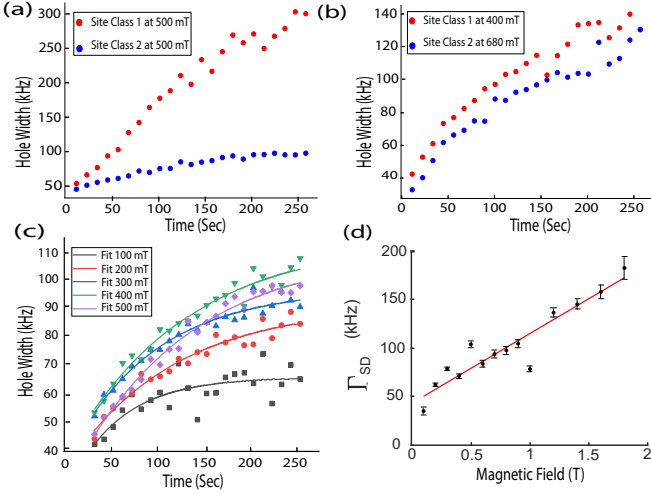 (a)
Site Class 1 at 500 mT
Site Class 2 at 500 mT
Hole Width (kHz)
300
250
200
150
100
50
0
50
100
150
200
250
Time (Sec)
(b)
Site Class 1 at 400 mT
Site Class 2 at 680 mT
Hole Width (kHz)
140
120
100
80
60
40
0
50
100
150
200
250
Time (Sec)
(c)
Fit 100 mT
Fit 200 mT
Fit 300 mT
Fit 400 mT
Fit 500 mT
Hole Width (kHz)
110
100
90
80
70
60
50
40
0
50
100
150
200
250
Time (Sec)
(d)
Γ SD (kHz)
200
150
100
50
0
0
0.5
1
1.5
2
Magnetic Field (T)